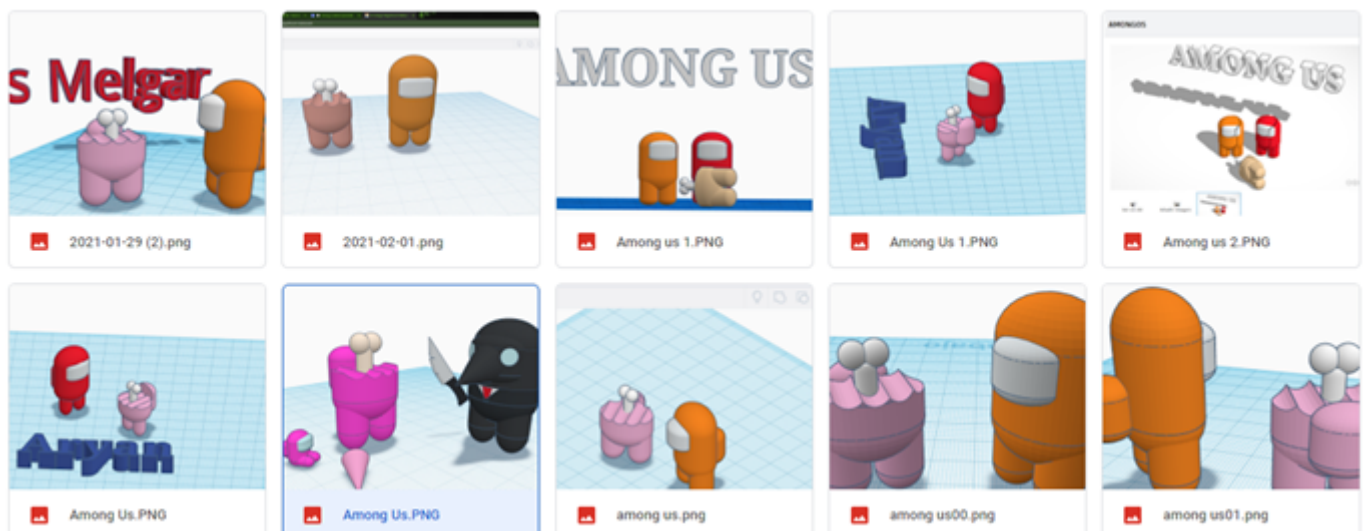 s Melgar
2021-01-29 (2).png
2021-02-01.png
AMONG US
Among us 1.PNG
Among Us 1.PNG
AMONGOS
AMONG US
Among us 2.PNG
Aryan
Among Us.PNG
Among Us.PNG
among us.png
among us00.png
among us01.png